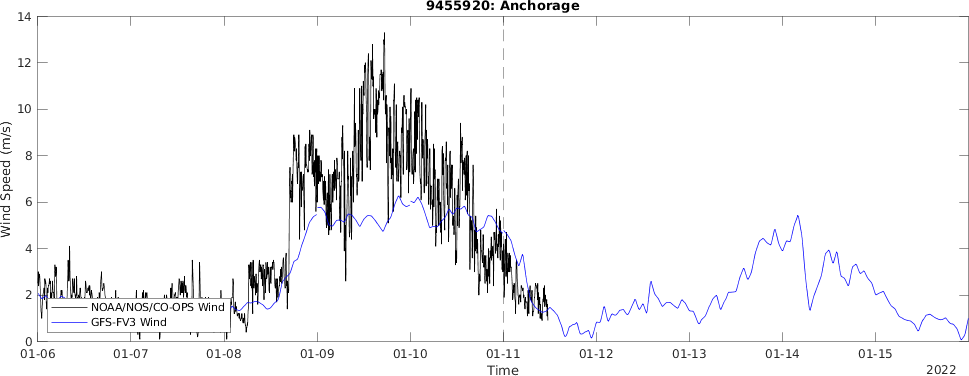 9455920: Anchorage
14
12
10
8
6
4
2
0
Wind Speed (m/s)
NOAA/NOS/CO-OPS Wind
GFS-FV3 Wind
01-06 01-07 01-08 01-09 01-10 01-11 01-12 01-13 01-14 01-15
Time
2022